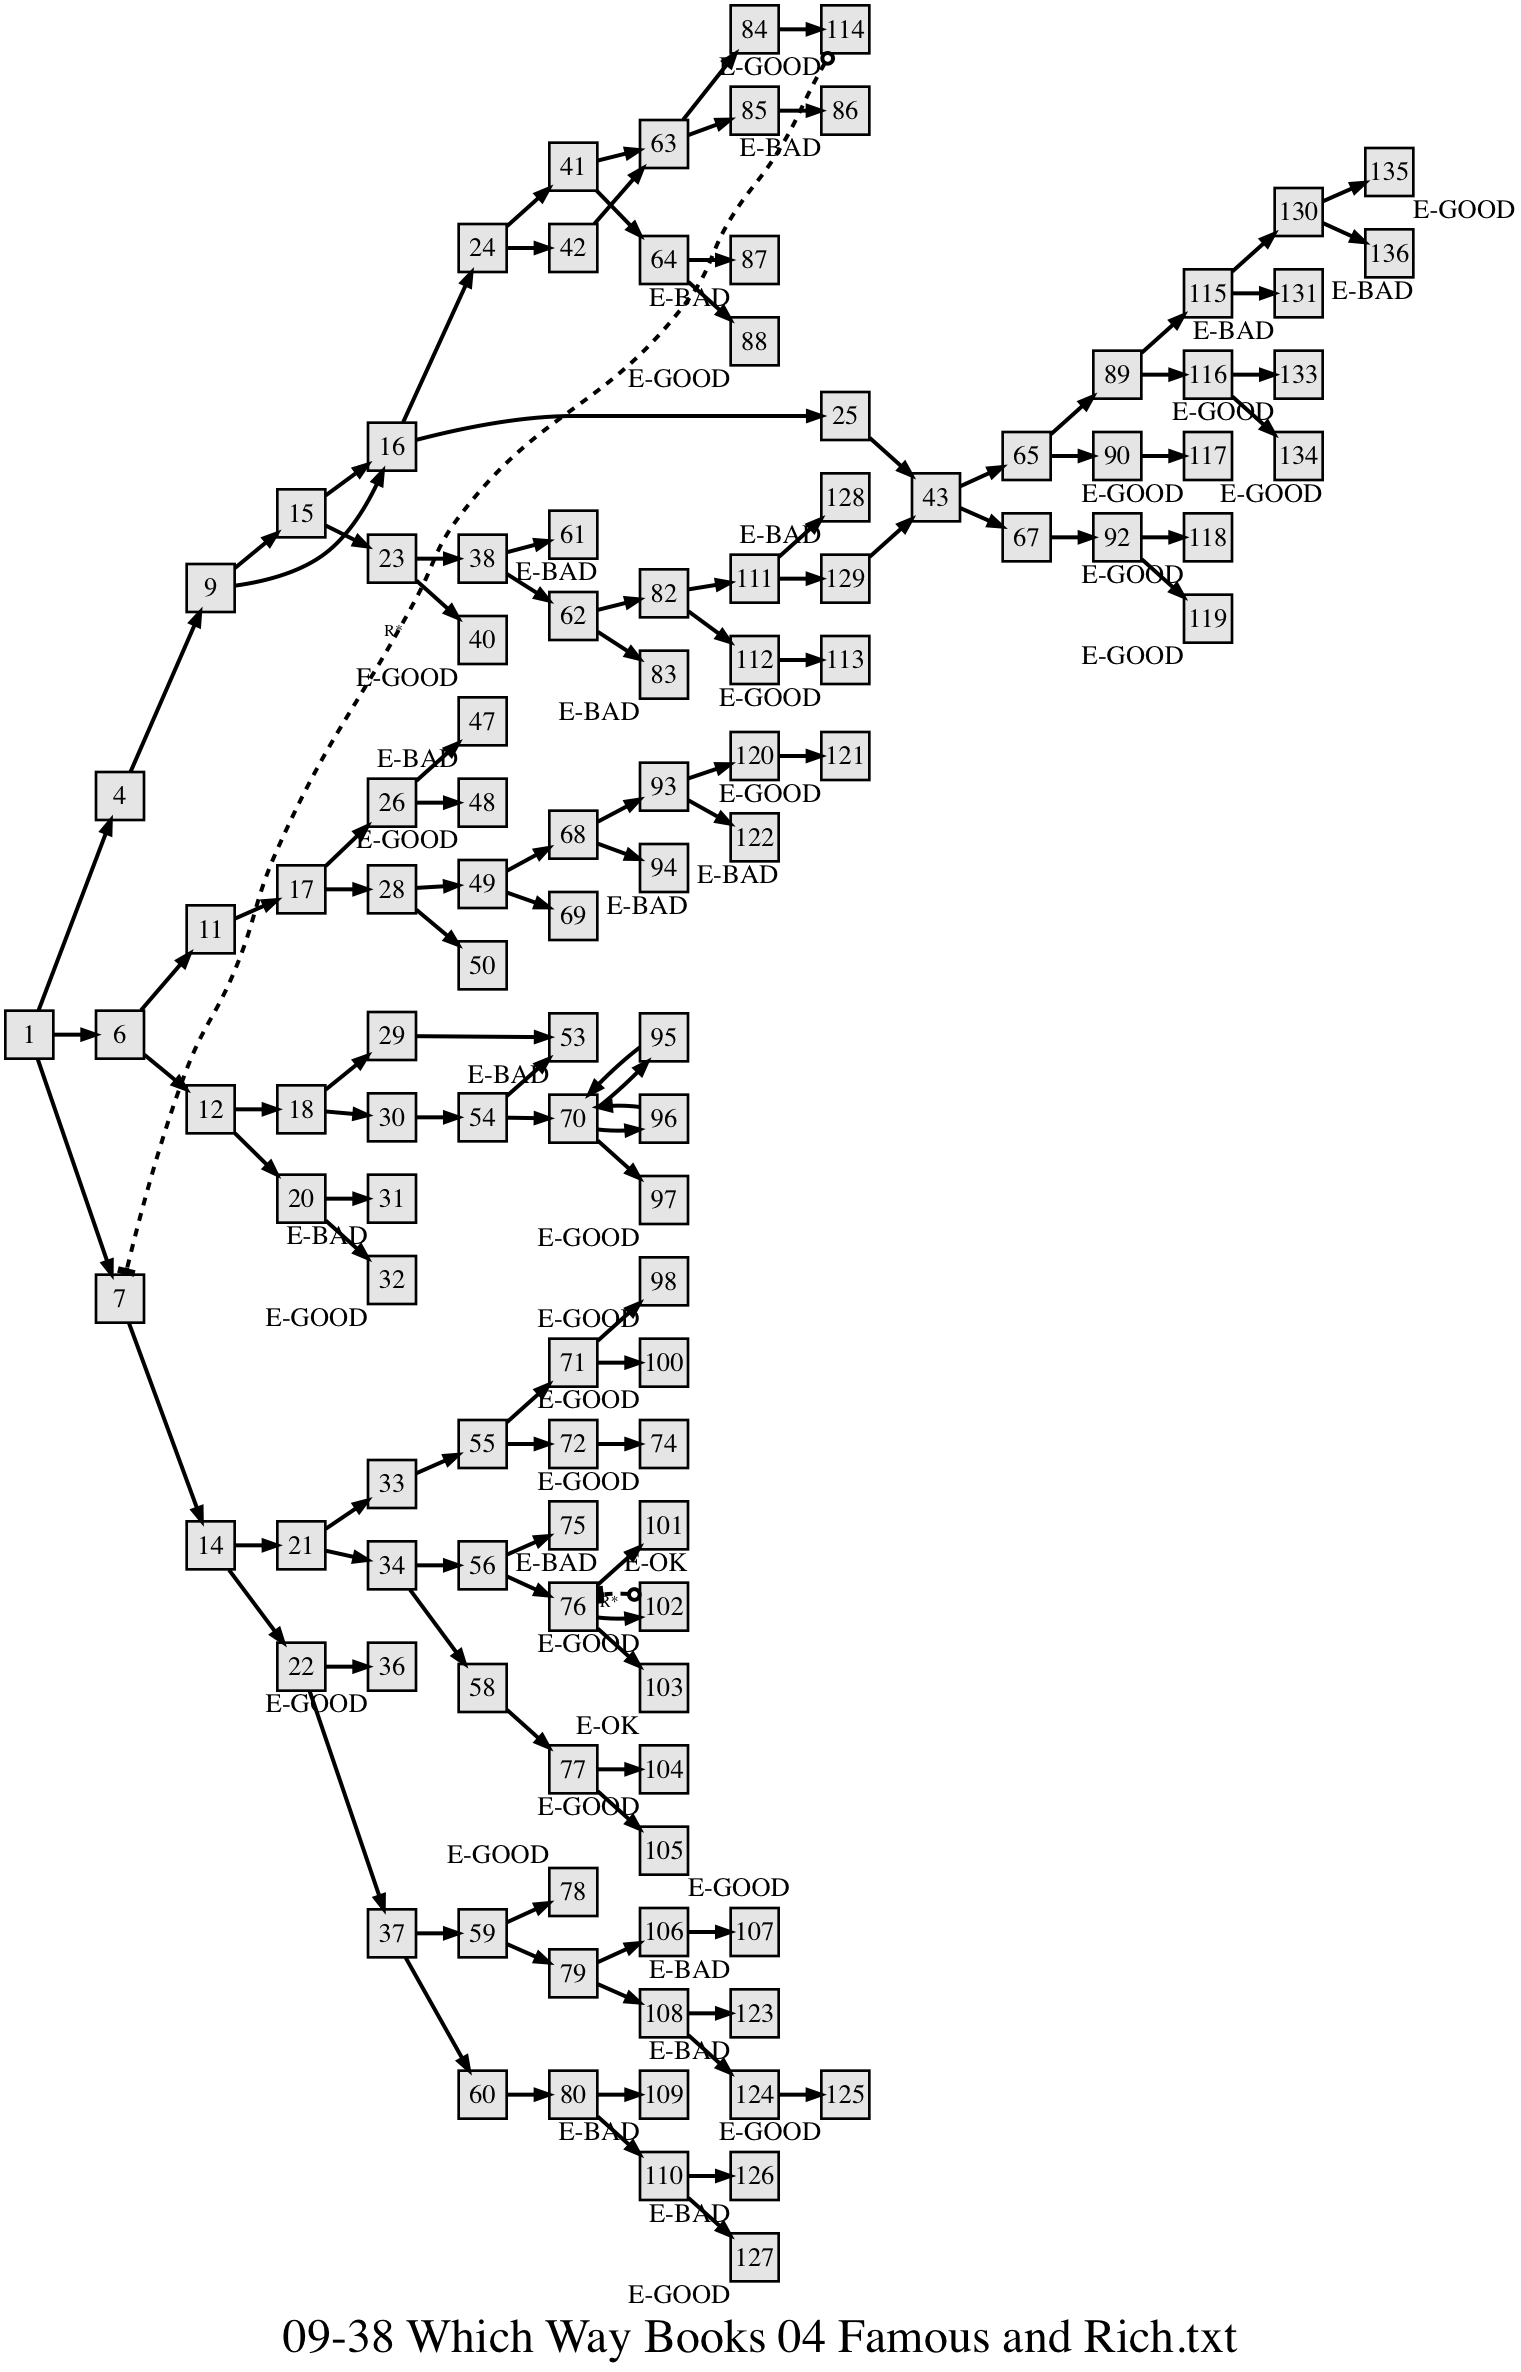 84 114
E-GOOD
85 86
63 E-BAD
41 135
130 E-GOOD
24 42 64 87 136
E-BAD 115 131 E-BAD
E-BAD
88
89 116 133
E-GOOD E-GOOD
25
16 65 90 117 134
E-GOOD E-GOOD
43
128
15 E-BAD
61 67 92 118
23 38 E-BAD E-GOOD
9 82 111 129
62 119
R*
40 112 113 E-GOOD
E-GOOD 83 E-GOOD
E-BAD
47
E-BAD 120 121
4 26 48 93 E-GOOD
E-GOOD 68 122
94 E-BAD
17 28 49 E-BAD
69
11
50
1 6 29 53 95
E-BAD
12 18 30 54 70 96
20 31 97
E-BAD E-GOOD
32 98
7 E-GOOD E-GOOD
71 100
E-GOOD
55 72 74
33 E-GOOD
75 101
14 21 34 56 E-BAD E-OK
76 R* 102
E-GOOD
22 36 58 103
E-GOOD E-OK
77 104
E-GOOD
105
E-GOOD E-GOOD
78
37 59 106 107
79 E-BAD
108 123
E-BAD
60 80 109 124 125
E-BAD E-GOOD
110 126
E-BAD
127
E-GOOD
09-38 Which Way Books 04 Famous and Rich.txt